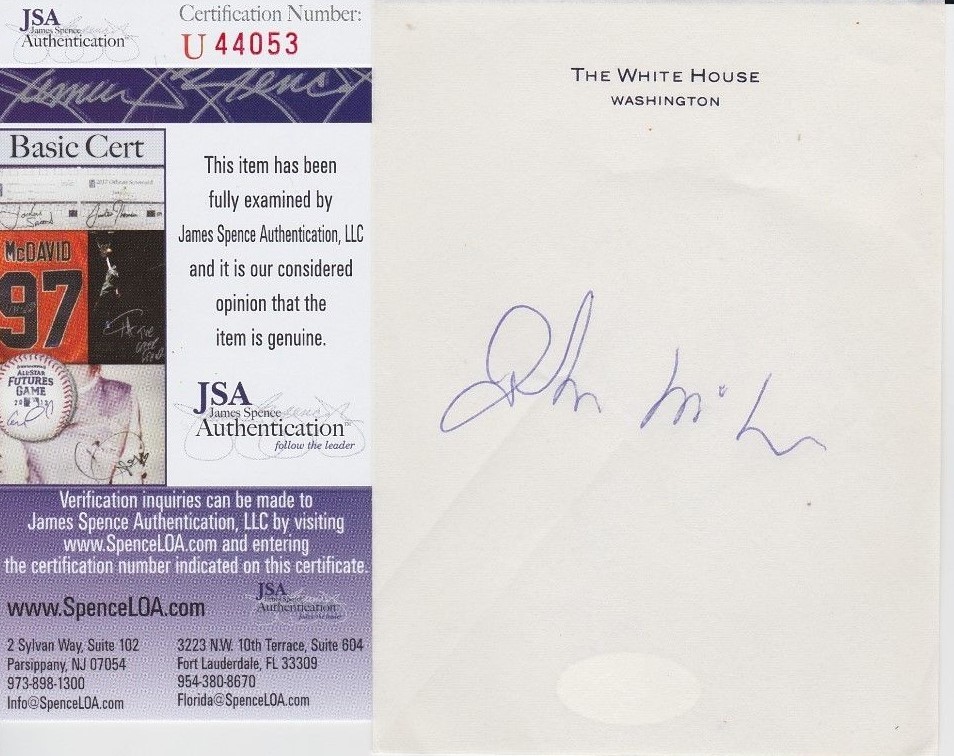 JSA
James Spence
Authentication
Certification Number:
U 44053
Basic Cert
McDAVID
97
ALL-STAR
FUTURES
GAME
This item has been
fully examined by
James Spence Authentication, LLC
and it is our considered
opinion that the
item is genuine.
JSA
James Spence
Authentication
follow the leader
Verification inquiries can be made to
James Spence Authentication, LLC by visiting
www.SpenceLOA.com and entering
the certification number indicated on this certificate.
www.SpenceLOA.com
JSA
Authentication
2 Sylvan Way, Suite 102
Parsippany, NJ 07054
973-898-1300
Info@SpenceLOA.com
3223 N.W. 10th Terrace, Suite 604
Fort Lauderdale, FL 33309
954-380-8670
Florida@SpenceLOA.com
THE WHITE HOUSE
WASHINGTON